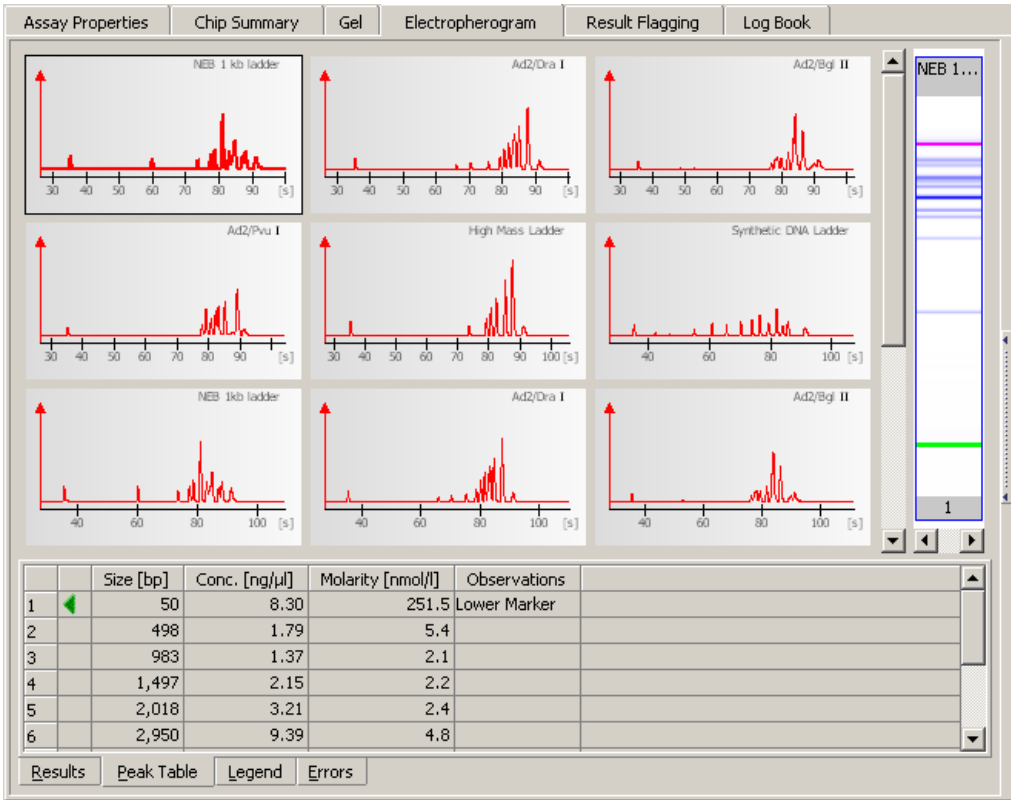 Assay Properties Chip Summary Gel Electropherogram Result Flagging Log Book
NEB 1 kb ladder
30 40 50 60 70 80 90 [s]
Ad2/Dra I
30 40 50 60 70 80 90 [s]
Ad2/Bgl II
30 40 50 60 70 80 90 [s]
NEB 1...
1
Ad2/Pvu I
30 40 50 60 70 80 90 [s]
High Mass Ladder
30 40 50 60 70 80 90 100 [s]
Synthetic DNA Ladder
40 60 80 100 [s]
NEB 1kb ladder
40 60 80 100 [s]
Ad2/Dra I
40 60 80 100 [s]
Ad2/Bgl II
40 60 80 100 [s]
Size [bp] Conc. [ng/µl] Molarity [nmol/l] Observations
1 50 8.30 251.5 Lower Marker
2 498 1.79 5.4
3 983 1.37 2.1
4 1,497 2.15 2.2
5 2,018 3.21 2.4
6 2,950 9.39 4.8
Results Peak Table Legend Errors